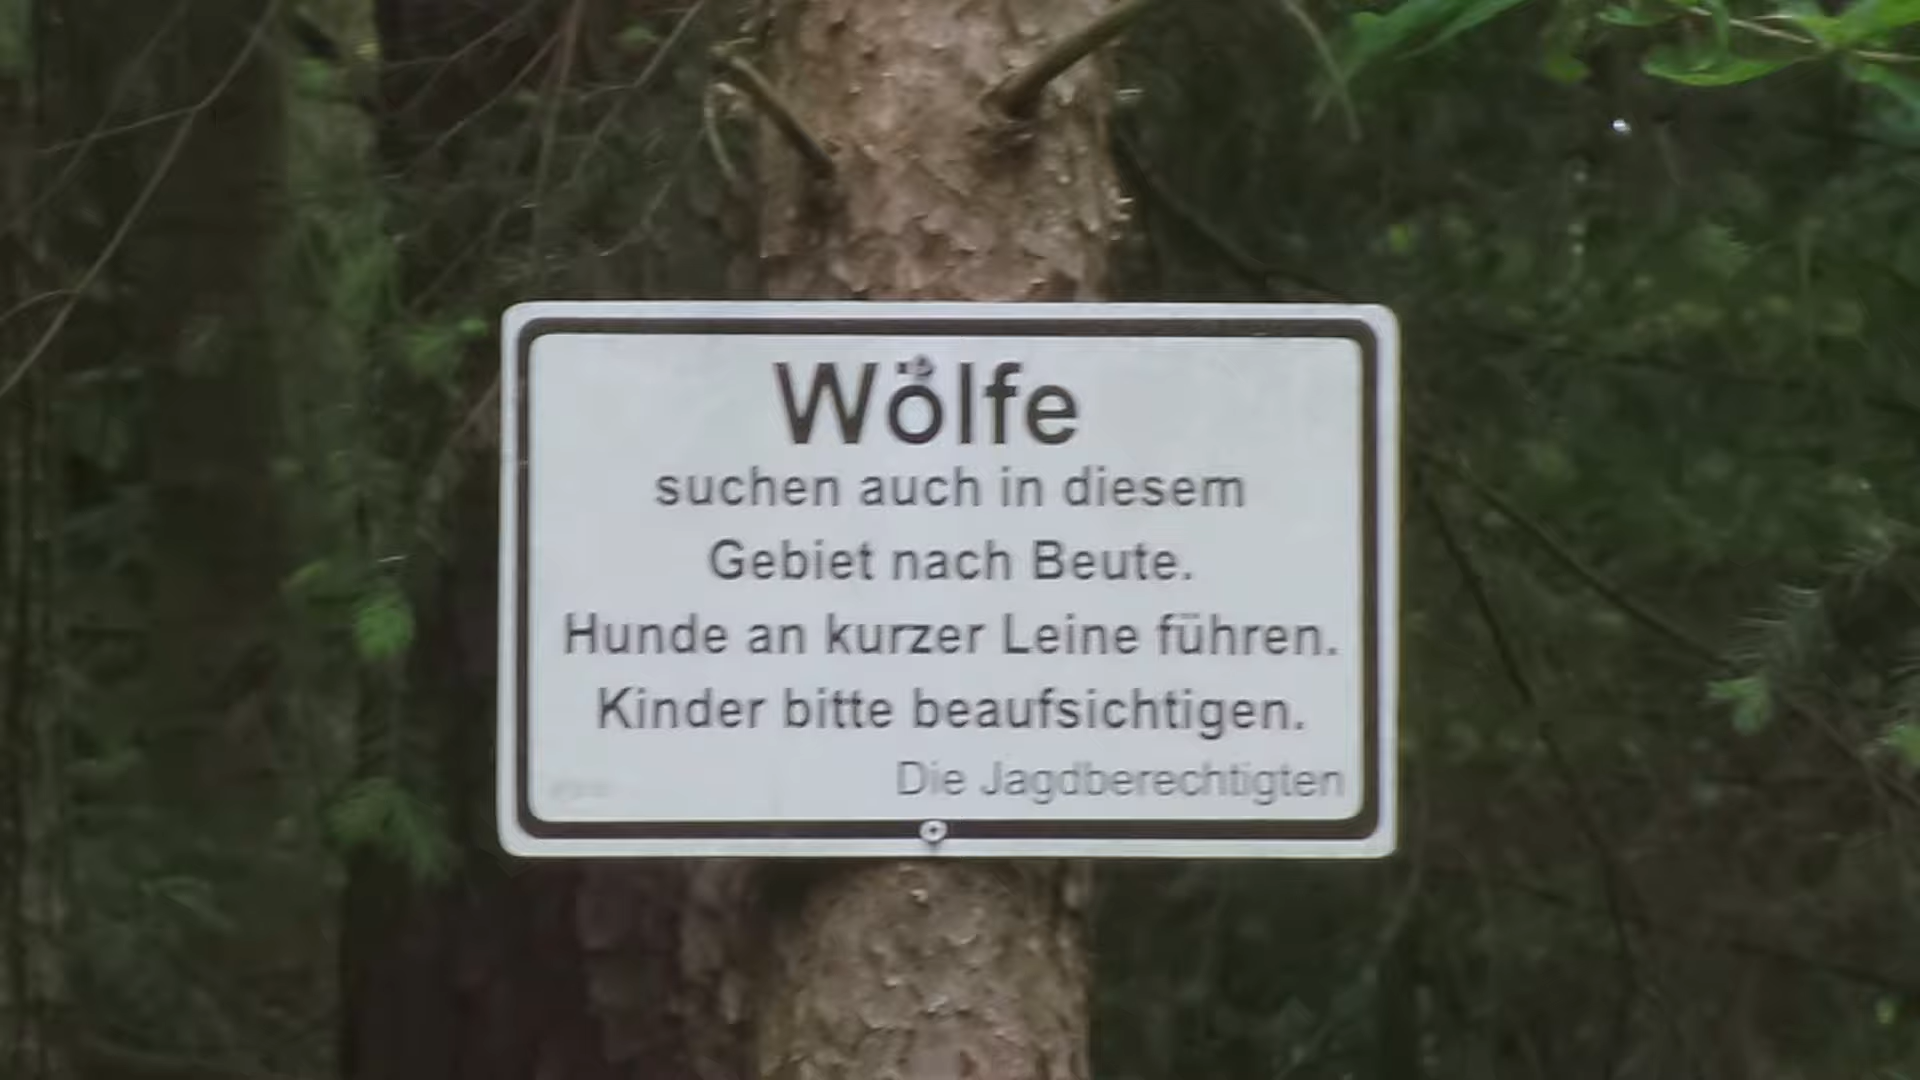 Wölfe
suchen auch in diesem
Gebiet nach Beute.
Hunde an kurzer Leine führen.
Kinder bitte beaufsichtigen.
Die Jagdberechtigten